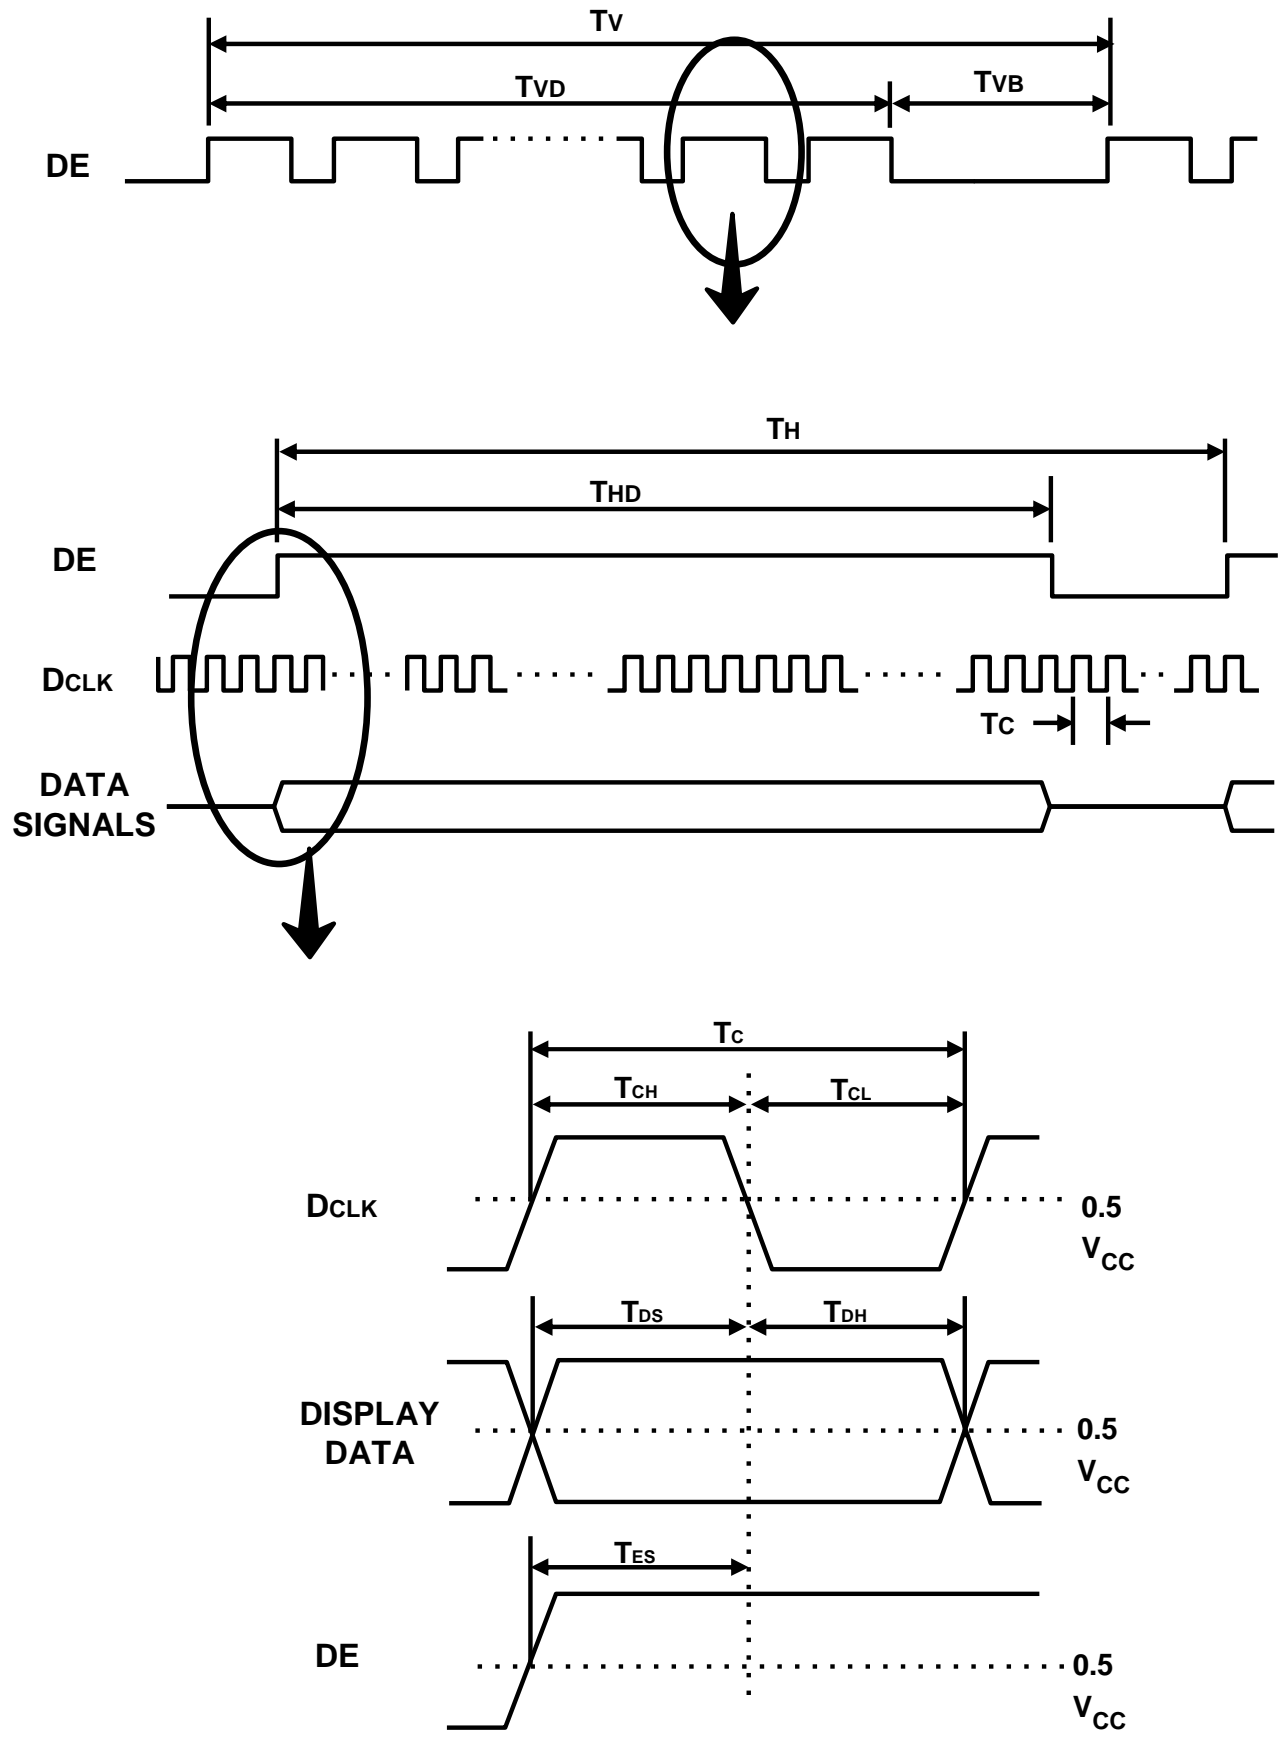 TV
TVD
TVB
DE
TH
THD
DE
DCLK
TC
DATA
SIGNALS
TC
TCH
TCL
DCLK
0.5
VCC
TDS
TDH
DISPLAY
DATA
0.5
VCC
TES
DE
0.5
VCC